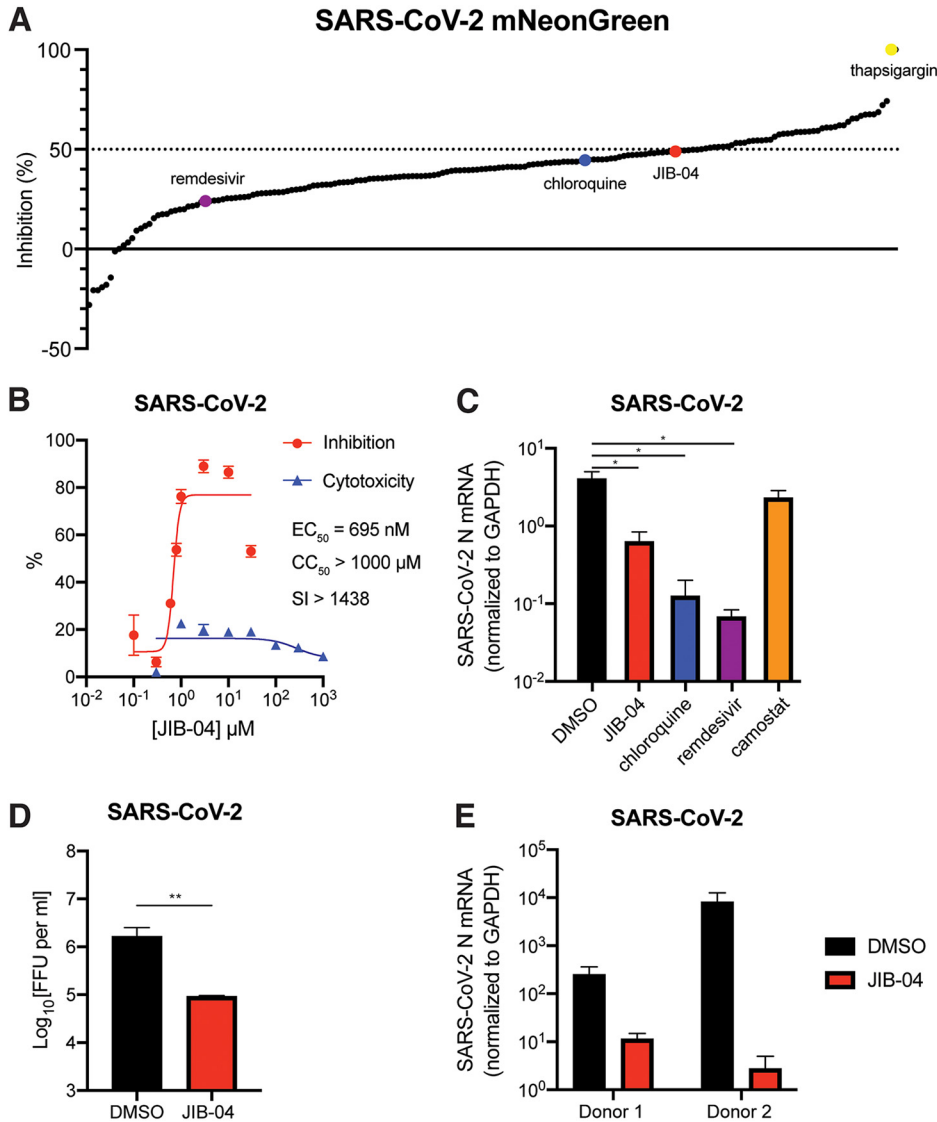 A
SARS-CoV-2 mNeonGreen
Inhibition (%)
100
50
0
-50
remdesivir
chloroquine
JIB-04
thapsigargin
B
SARS-CoV-2
%
100
80
60
40
20
0
10⁻² 10⁻¹ 10⁰ 10¹ 10² 10³
[JIB-04] µM
Inhibition
Cytotoxicity
EC₅₀ = 695 nM
CC₅₀ > 1000 µM
SI > 1438
C
SARS-CoV-2
SARS-CoV-2 N mRNA
(normalized to GAPDH)
10¹
10⁰
10⁻¹
10⁻²
*
*
*
DMSO
JIB-04
chloroquine
remdesivir
camostat
D
SARS-CoV-2
Log₁₀[FFU per ml]
8
7
6
5
4
3
**
DMSO JIB-04
E
SARS-CoV-2
SARS-CoV-2 N mRNA
(normalized to GAPDH)
10⁵
10⁴
10³
10²
10¹
10⁰
Donor 1 Donor 2
DMSO
JIB-04